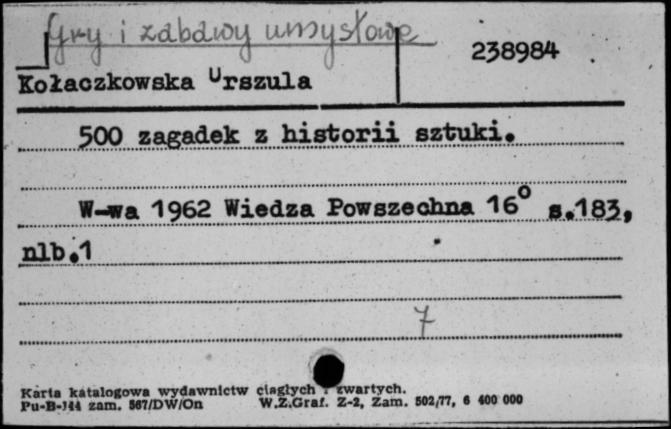 Gry i zabawy umysłowe
238984
Kołaczkowska Urszula
500 zagadek z historii sztuki.
W-wa 1962 Wiedza Powszechna 16° s.183,
nlb.1
7
Karta katalogowa wydawnictw ciągłych i zwartych.
Pu-B-144 zam. 567/DW/On W.Z.Graf. Z-2, Zam. 502/77, 6 400 000